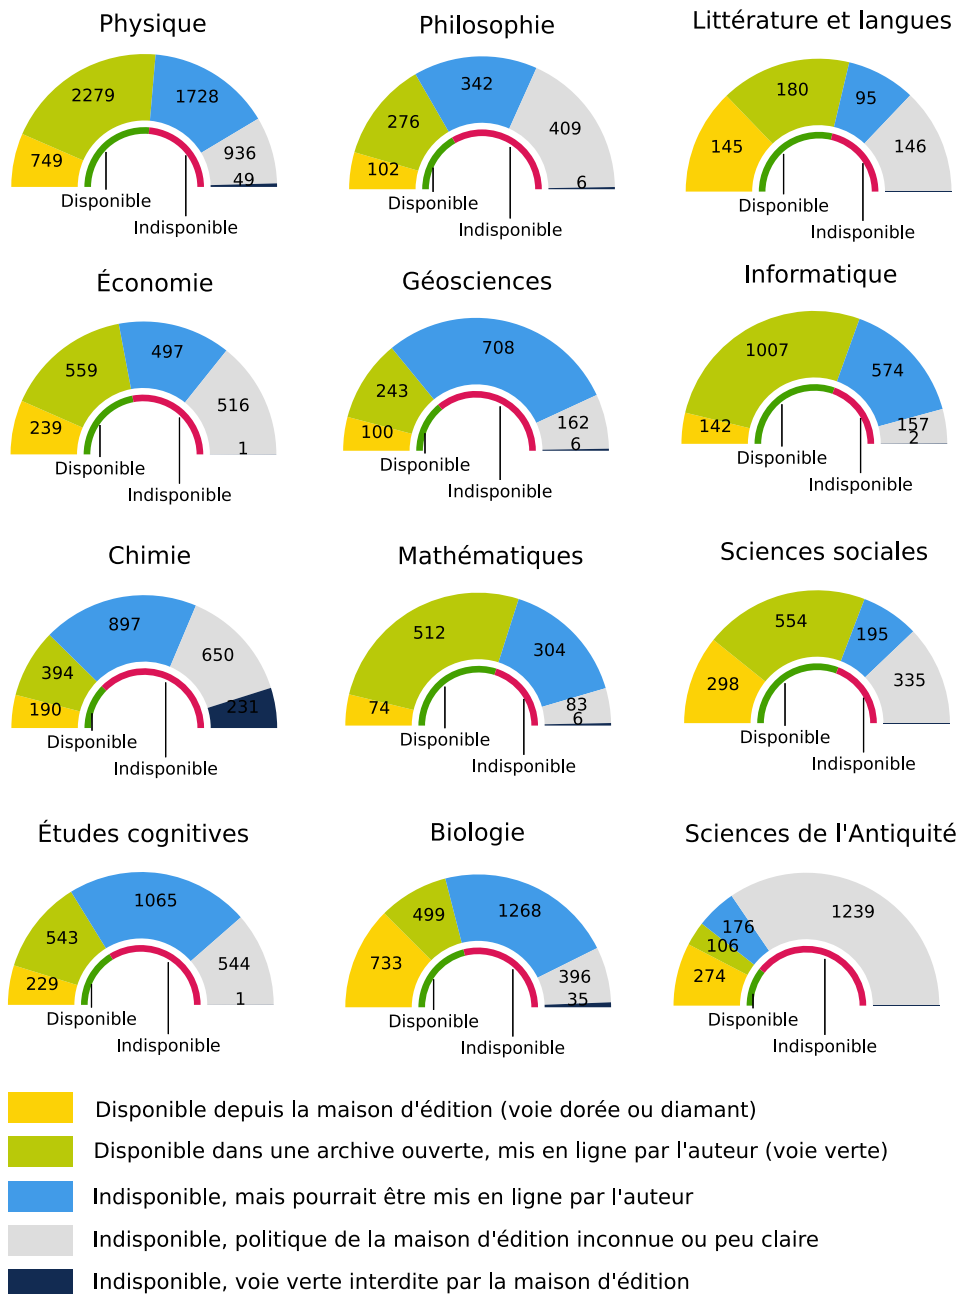 Physique
2279
1728
749
936
49
Disponible
Indisponible
Philosophie
342
276
409
102
6
Disponible
Indisponible
Littérature et langues
180
95
145
146
Disponible
Indisponible
Économie
497
559
516
239
1
Disponible
Indisponible
Géosciences
708
243
162
100
6
Disponible
Indisponible
Informatique
1007
574
142
157
2
Disponible
Indisponible
Chimie
897
394
650
190
231
Disponible
Indisponible
Mathématiques
512
304
74
83
6
Disponible
Indisponible
Sciences sociales
554
195
298
335
Disponible
Indisponible
Études cognitives
1065
543
544
229
1
Disponible
Indisponible
Biologie
499
1268
733
396
35
Disponible
Indisponible
Sciences de l'Antiquité
1239
176
106
274
Disponible
Indisponible
Disponible depuis la maison d'édition (voie dorée ou diamant)
Disponible dans une archive ouverte, mis en ligne par l'auteur (voie verte)
Indisponible, mais pourrait être mis en ligne par l'auteur
Indisponible, politique de la maison d'édition inconnue ou peu claire
Indisponible, voie verte interdite par la maison d'édition